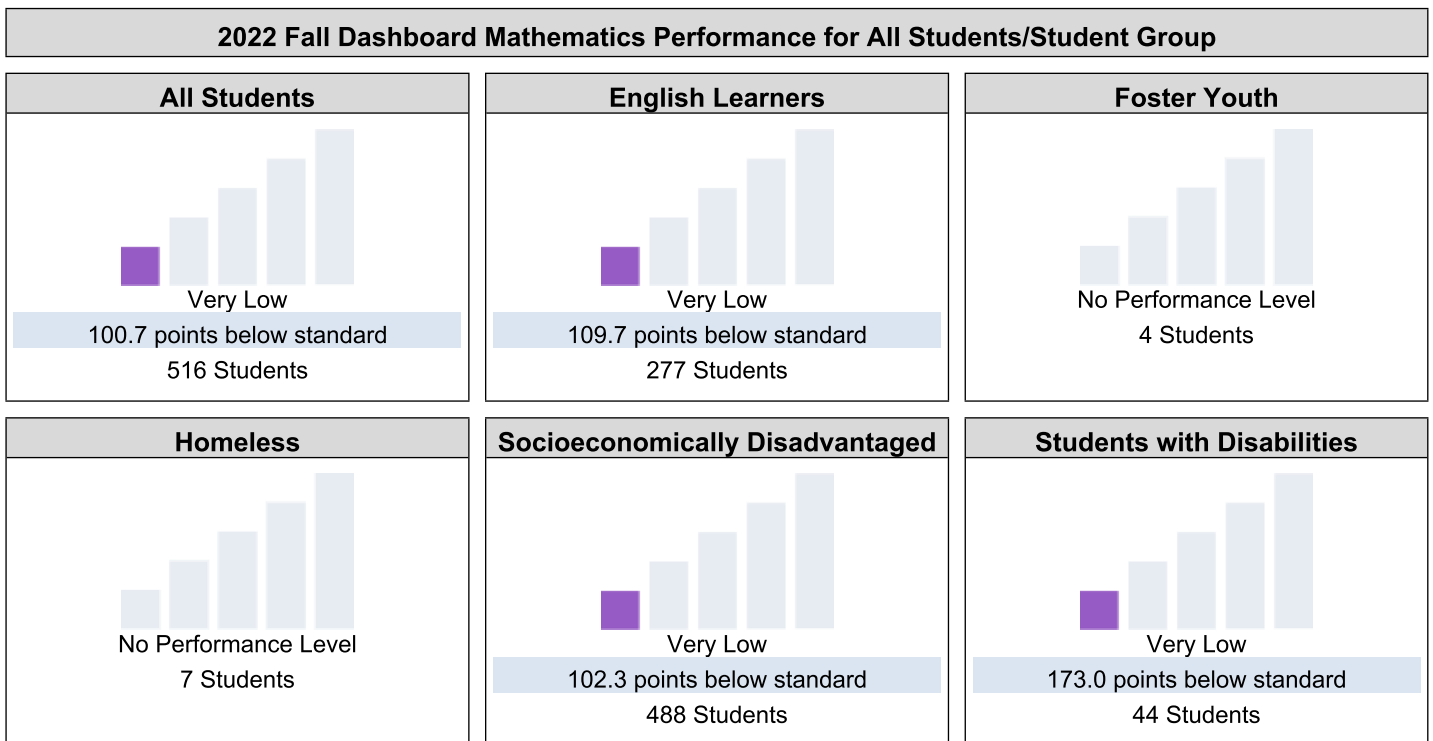 2022 Fall Dashboard Mathematics Performance for All Students/Student Group
All Students
Very Low
100.7 points below standard
516 Students
English Learners
Very Low
109.7 points below standard
277 Students
Foster Youth
No Performance Level
4 Students
Homeless
No Performance Level
7 Students
Socioeconomically Disadvantaged
Very Low
102.3 points below standard
488 Students
Students with Disabilities
Very Low
173.0 points below standard
44 Students